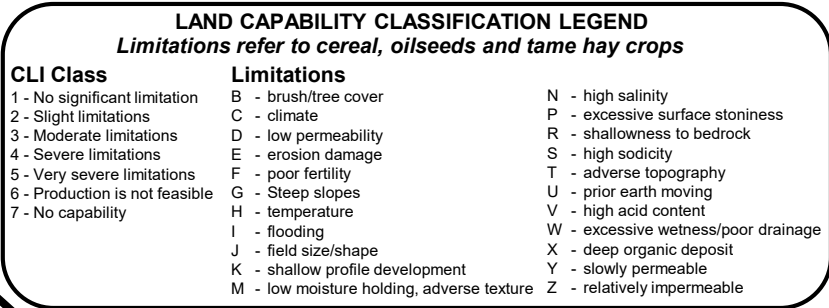 LAND CAPABILITY CLASSIFICATION LEGEND
Limitations refer to cereal, oilseeds and tame hay crops
CLI Class
1 - No significant limitation
2 - Slight limitations
3 - Moderate limitations
4 - Severe limitations
5 - Very severe limitations
6 - Production is not feasible
7 - No capability
Limitations
B - brush/tree cover
C - climate
D - low permeability
E - erosion damage
F - poor fertility
G - Steep slopes
H - temperature
I - flooding
J - field size/shape
K - shallow profile development
M - low moisture holding, adverse texture
N - high salinity
P - excessive surface stoniness
R - shallowness to bedrock
S - high sodicity
T - adverse topography
U - prior earth moving
V - high acid content
W - excessive wetness/poor drainage
X - deep organic deposit
Y - slowly permeable
Z - relatively impermeable